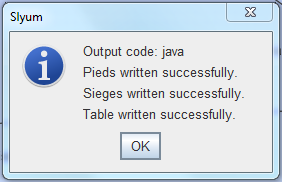 Slyum
Output code: java
Pieds written successfully.
Sieges written successfully.
Table written successfully.
OK